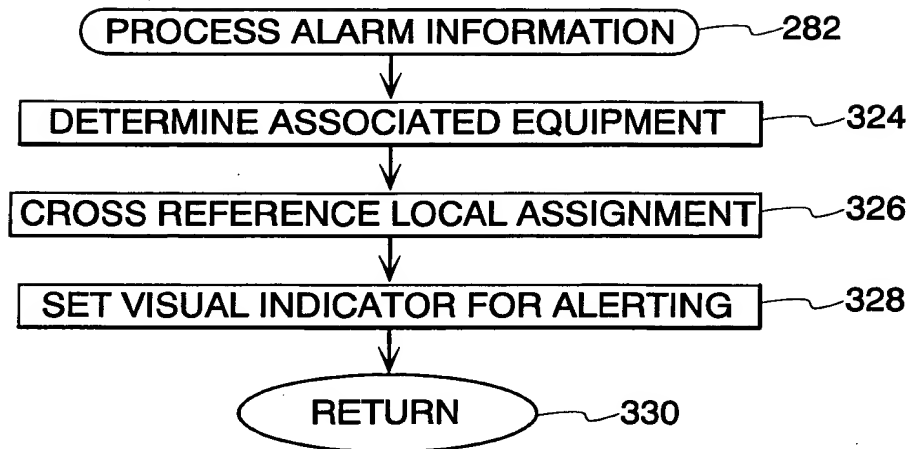 PROCESS ALARM INFORMATION 282
DETERMINE ASSOCIATED EQUIPMENT 324
CROSS REFERENCE LOCAL ASSIGNMENT 326
SET VISUAL INDICATOR FOR ALERTING 328
RETURN 330